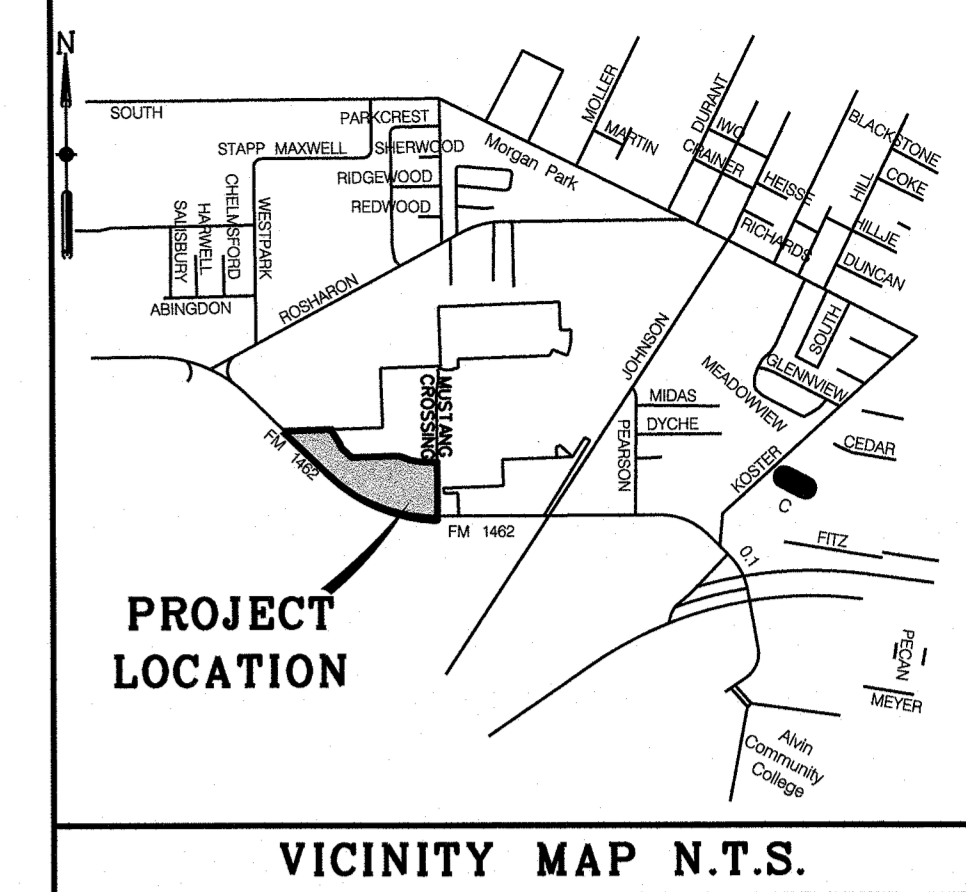 N
SOUTH
PARKCREST
STAPP MAXWELL
SHERWOOD
RIDGEWOOD
REDWOOD
Morgan Park
MOLLER
MARTIN
DURANT
IWO
CRAINER
HEISSE
RICHARDS
BLACKSTONE
COKE
HILL
HILLJE
DUNCAN
SALISBURY
HARWELL
CHELMSFORD
WESTPARK
ABINGDON
ROSHARON
JOHNSON
SOUTH
GLENNVIEW
MEADOWVIEW
MUSTANG
CROSSING
MIDAS
DYCHE
PEARSON
KOSTER
CEDAR
C
FM 1462
FM 1462
FITZ
0.1
PROJECT
LOCATION
PECAN
MEYER
Alvin
Community
College
VICINITY MAP N.T.S.